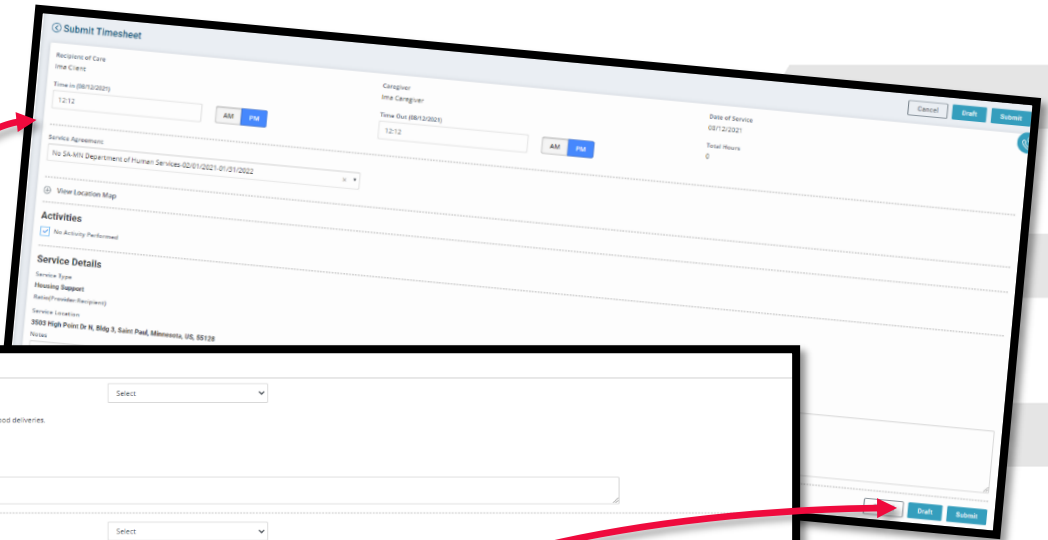 Submit Timesheet
Cancel Draft Submit
Recipient of Care
Ima Client
Caregiver
Ima Caregiver
Date of Service
08/12/2021
Time In (08/12/2021)
12:12 AM PM
Time Out (08/12/2021)
12:12 AM PM
Total Hours
0
Service Agreement
No SA-MN Department of Human Services-02/01/2021-01/31/2022
View Location Map
Activities
No Activity Performed
Service Details
Service Type
Housing Support
Ratio(Provider:Recipient)
Service Location
3503 High Point Dr N, Bldg 3, Saint Paul, Minnesota, US, 55128
Notes
Select
ood deliveries.
Select
Draft Submit